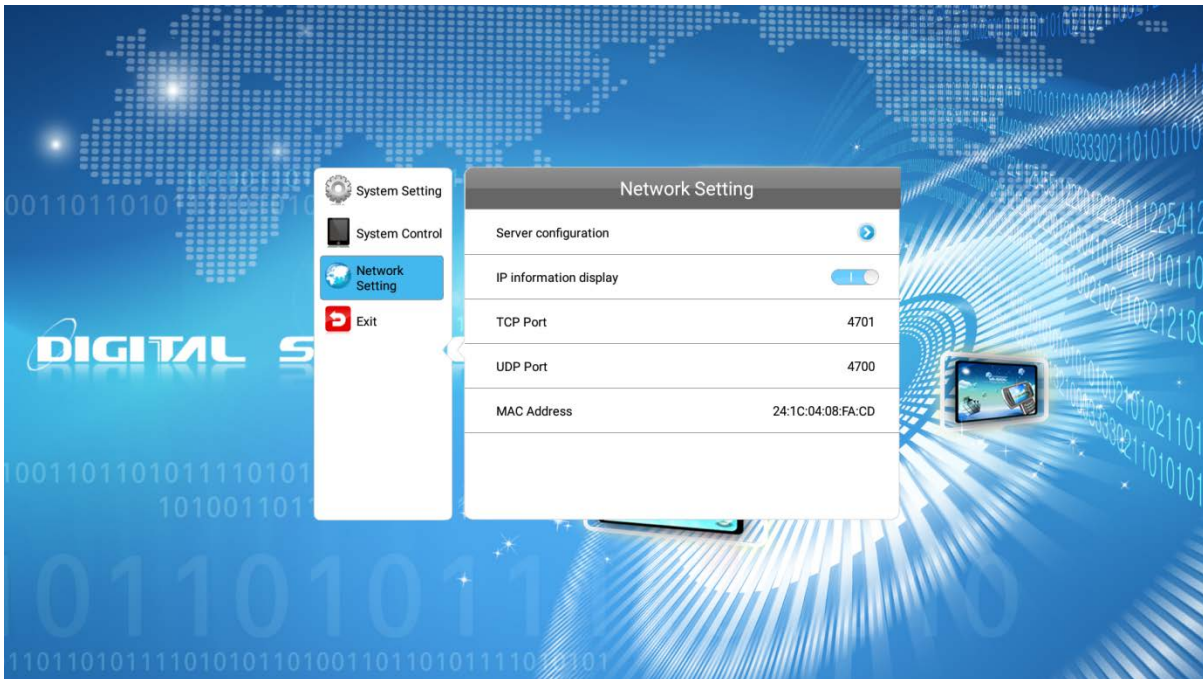 System Setting
System Control
Network
Setting
Exit
Network Setting
Server configuration
IP information display
TCP Port 4701
UDP Port 4700
MAC Address 24:1C:04:08:FA:CD
DIGITAL S